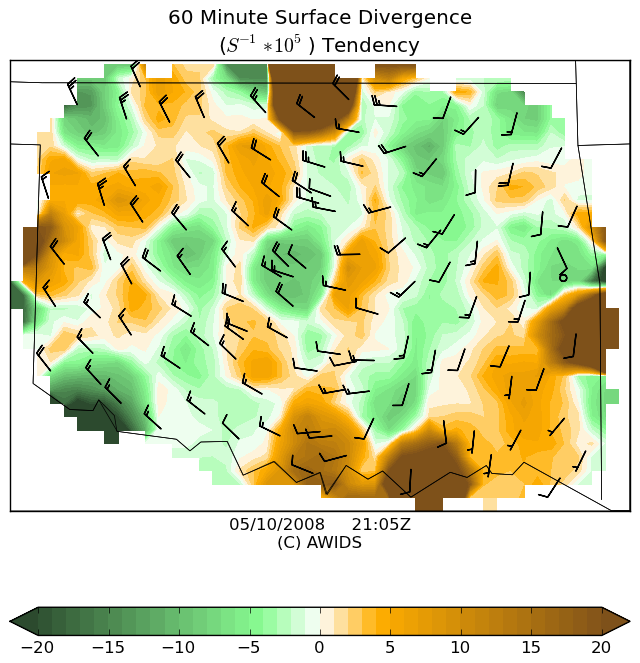 60 Minute Surface Divergence
(S⁻¹ * 10⁵ ) Tendency
05/10/2008 21:05Z
(C) AWIDS
−20 −15 −10 −5 0 5 10 15 20